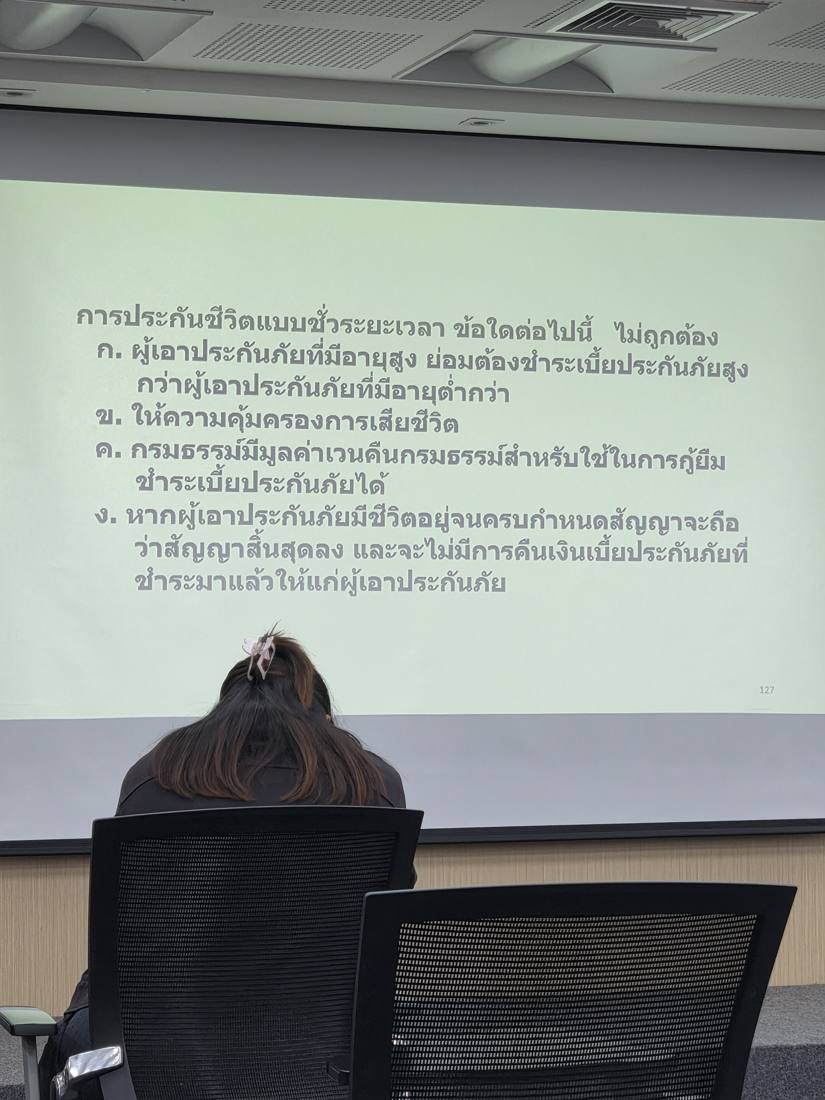 การประกันชีวิตแบบชั่วระยะเวลา ข้อใดต่อไปนี้ ไม่ถูกต้อง
ก. ผู้เอาประกันภัยที่มีอายุสูง ย่อมต้องชำระเบี้ยประกันภัยสูง
กว่าผู้เอาประกันภัยที่มีอายุต่ำกว่า
ข. ให้ความคุ้มครองการเสียชีวิต
ค. กรมธรรม์มีมูลค่าเวนคืนกรมธรรม์สำหรับใช้ในการกู้ยืม
ชำระเบี้ยประกันภัยได้
ง. หากผู้เอาประกันภัยมีชีวิตอยู่จนครบกำหนดสัญญาจะถือ
ว่าสัญญาสิ้นสุดลง และจะไม่มีการคืนเงินเบี้ยประกันภัยที่
ชำระมาแล้วให้แก่ผู้เอาประกันภัย
127